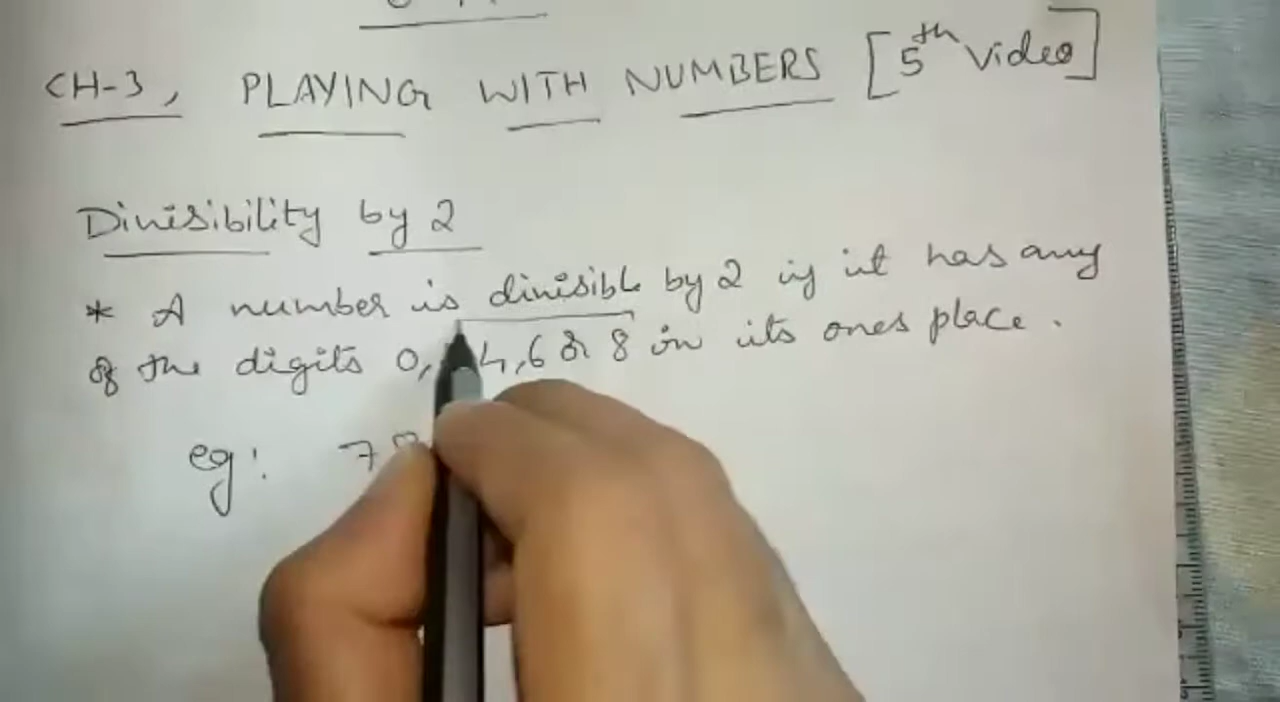 CH-3, PLAYING WITH NUMBERS [5th Video]
Divisibility by 2
* A number is divisible by 2 if it has any
of the digits 0, 4, 6 or 8 in its ones place.
eg: 7